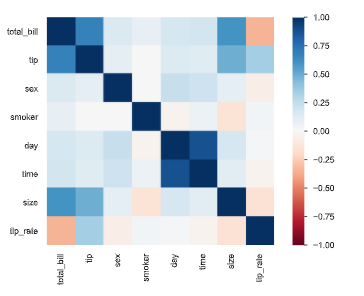 total_bill
tip
sex
smoker
day
time
size
tip_rate
total_bill
tip
sex
smoker
day
time
size
tip_rate
1.00
0.75
0.50
0.25
0.00
−0.25
−0.50
−0.75
−1.00